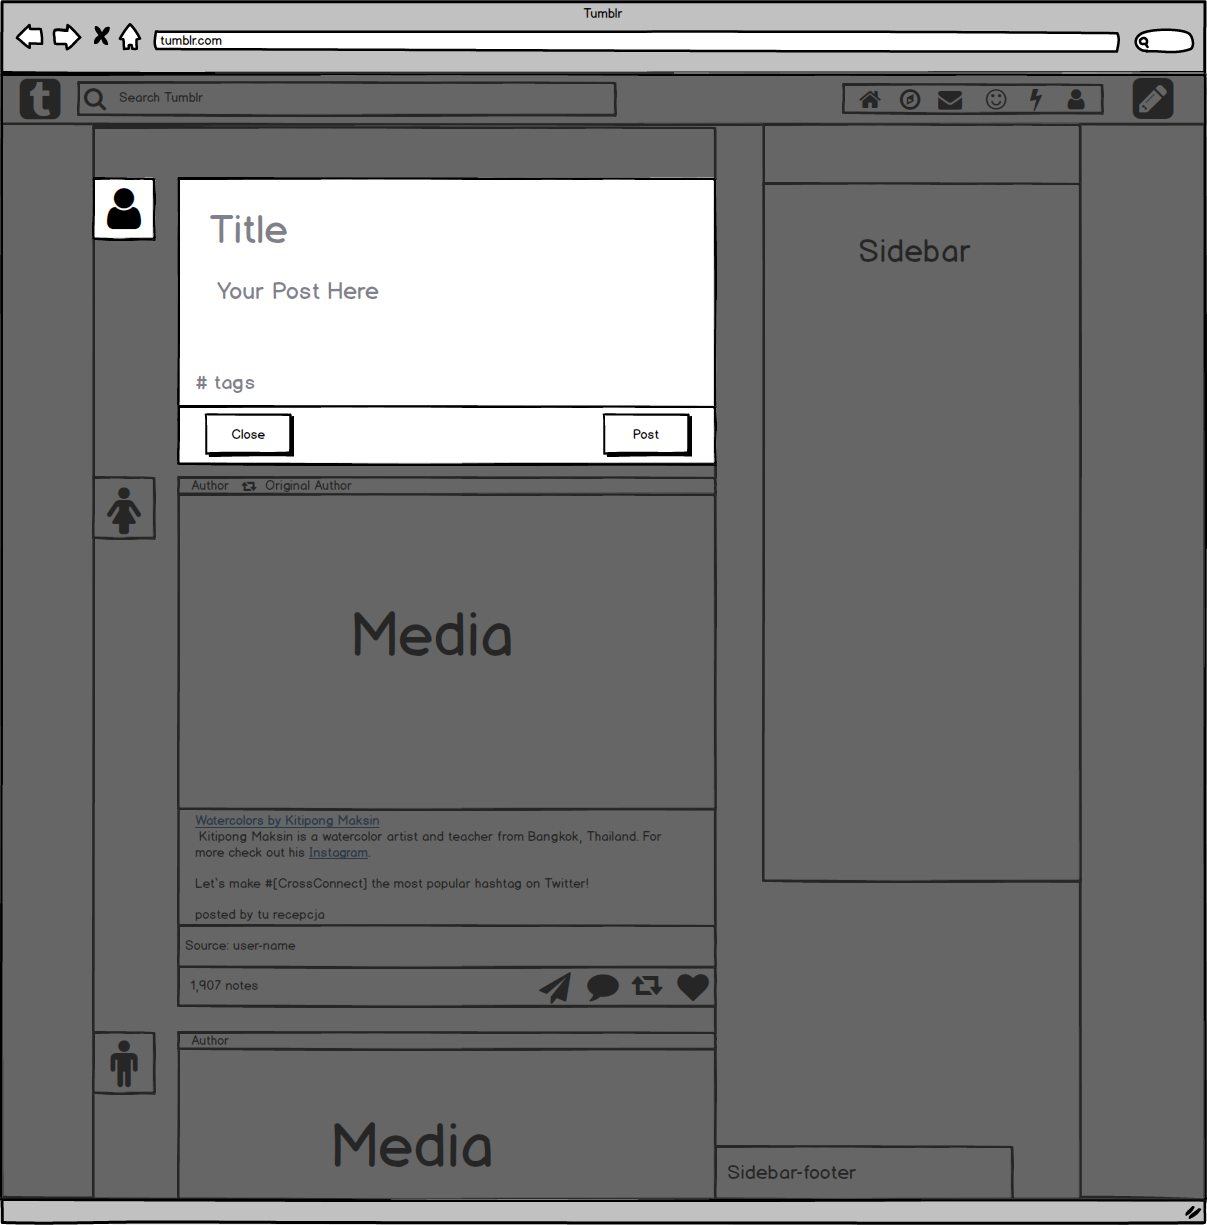 Tumblr
tumblr.com
t
Search Tumblr
Title
Your Post Here
# tags
Close
Post
Sidebar
Author
Original Author
Media
Watercolors by Kitipong Maksin
Kitipong Maksin is a watercolor artist and teacher from Bangkok, Thailand. For
more check out his Instagram.
Let`s make #[CrossConnect] the most popular hashtag on Twitter!
posted by tu recepcja
Source: user-name
1,907 notes
Author
Media
Sidebar-footer